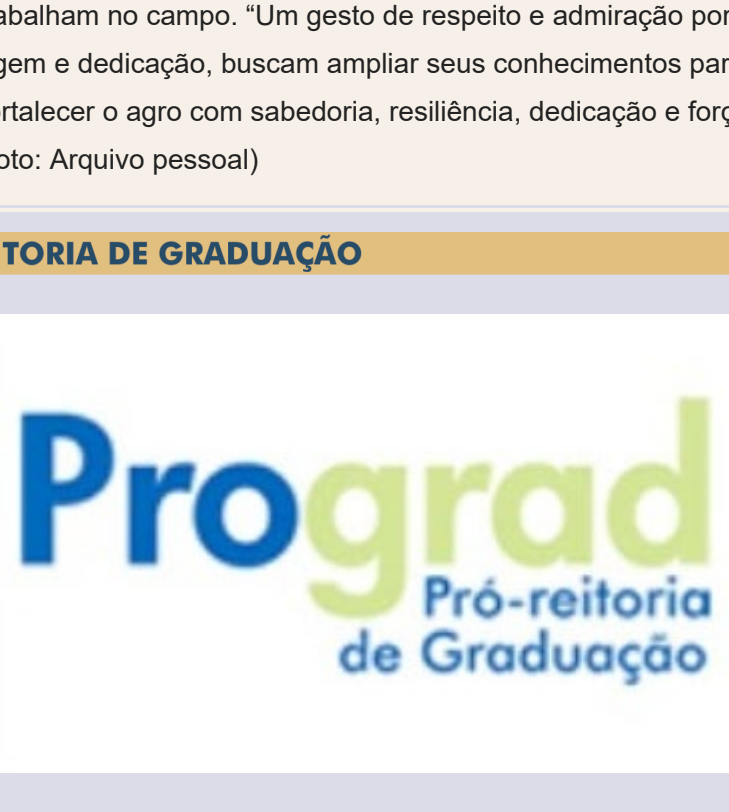 abalham no campo. “Um gesto de respeito e admiração por
gem e dedicação, buscam ampliar seus conhecimentos par
rtalecer o agro com sabedoria, resiliência, dedicação e forç
oto: Arquivo pessoal)
TORIA DE GRADUAÇÃO
Prograd
Pró-reitoria
de Graduação